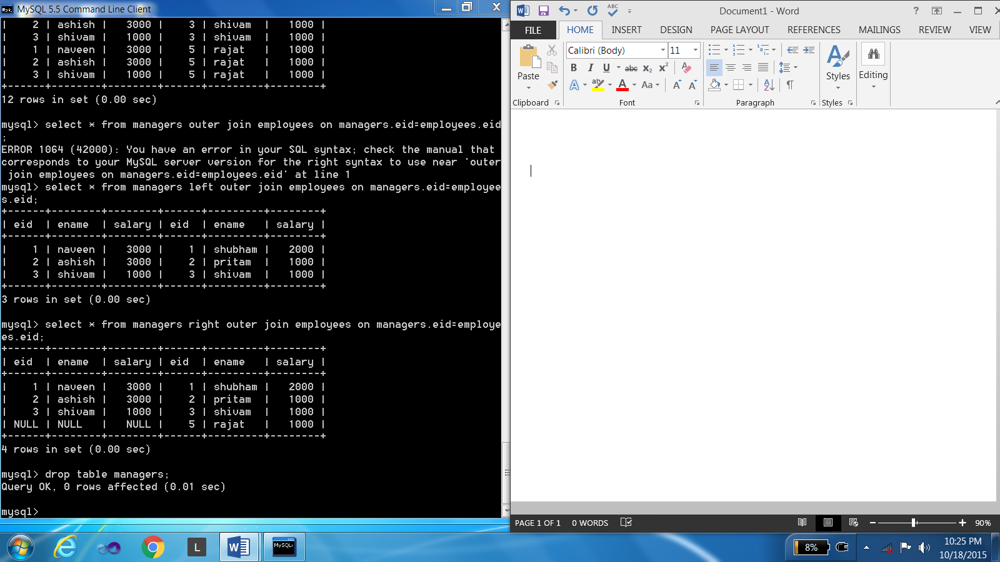 MySQL 5.5 Command Line Client
|    2 | ashish |   3000 |    3 | shivam  |   1000 |
|    3 | shivam |   1000 |    3 | shivam  |   1000 |
|    1 | naveen |   3000 |    5 | rajat   |   1000 |
|    2 | ashish |   3000 |    5 | rajat   |   1000 |
|    3 | shivam |   1000 |    5 | rajat   |   1000 |
+------+--------+--------+------+---------+--------+
12 rows in set (0.00 sec)
mysql> select * from managers outer join employees on managers.eid=employees.eid
;
ERROR 1064 (42000): You have an error in your SQL syntax; check the manual that
corresponds to your MySQL server version for the right syntax to use near 'outer
 join employees on managers.eid=employees.eid' at line 1
mysql> select * from managers left outer join employees on managers.eid=employee
s.eid;
+------+--------+--------+------+---------+--------+
| eid  | ename  | salary | eid  | ename   | salary |
+------+--------+--------+------+---------+--------+
|    1 | naveen |   3000 |    1 | shubham |   2000 |
|    2 | ashish |   3000 |    2 | pritam  |   1000 |
|    3 | shivam |   1000 |    3 | shivam  |   1000 |
+------+--------+--------+------+---------+--------+
3 rows in set (0.00 sec)
mysql> select * from managers right outer join employees on managers.eid=employe
es.eid;
+------+--------+--------+------+---------+--------+
| eid  | ename  | salary | eid  | ename   | salary |
+------+--------+--------+------+---------+--------+
|    1 | naveen |   3000 |    1 | shubham |   2000 |
|    2 | ashish |   3000 |    2 | pritam  |   1000 |
|    3 | shivam |   1000 |    3 | shivam  |   1000 |
| NULL | NULL   |   NULL |    5 | rajat   |   1000 |
+------+--------+--------+------+---------+--------+
4 rows in set (0.00 sec)
mysql> drop table managers;
Query OK, 0 rows affected (0.01 sec)
mysql>
Document1 - Word
FILE HOME INSERT DESIGN PAGE LAYOUT REFERENCES MAILINGS REVIEW VIEW
Calibri (Body) 11
Paste
B I U abc X2 X2
A ab A Aa A A
Styles
Editing
Clipboard Font Paragraph Styles
PAGE 1 OF 1 0 WORDS 90%
L
MySQL>
8%
10:25 PM
10/18/2015